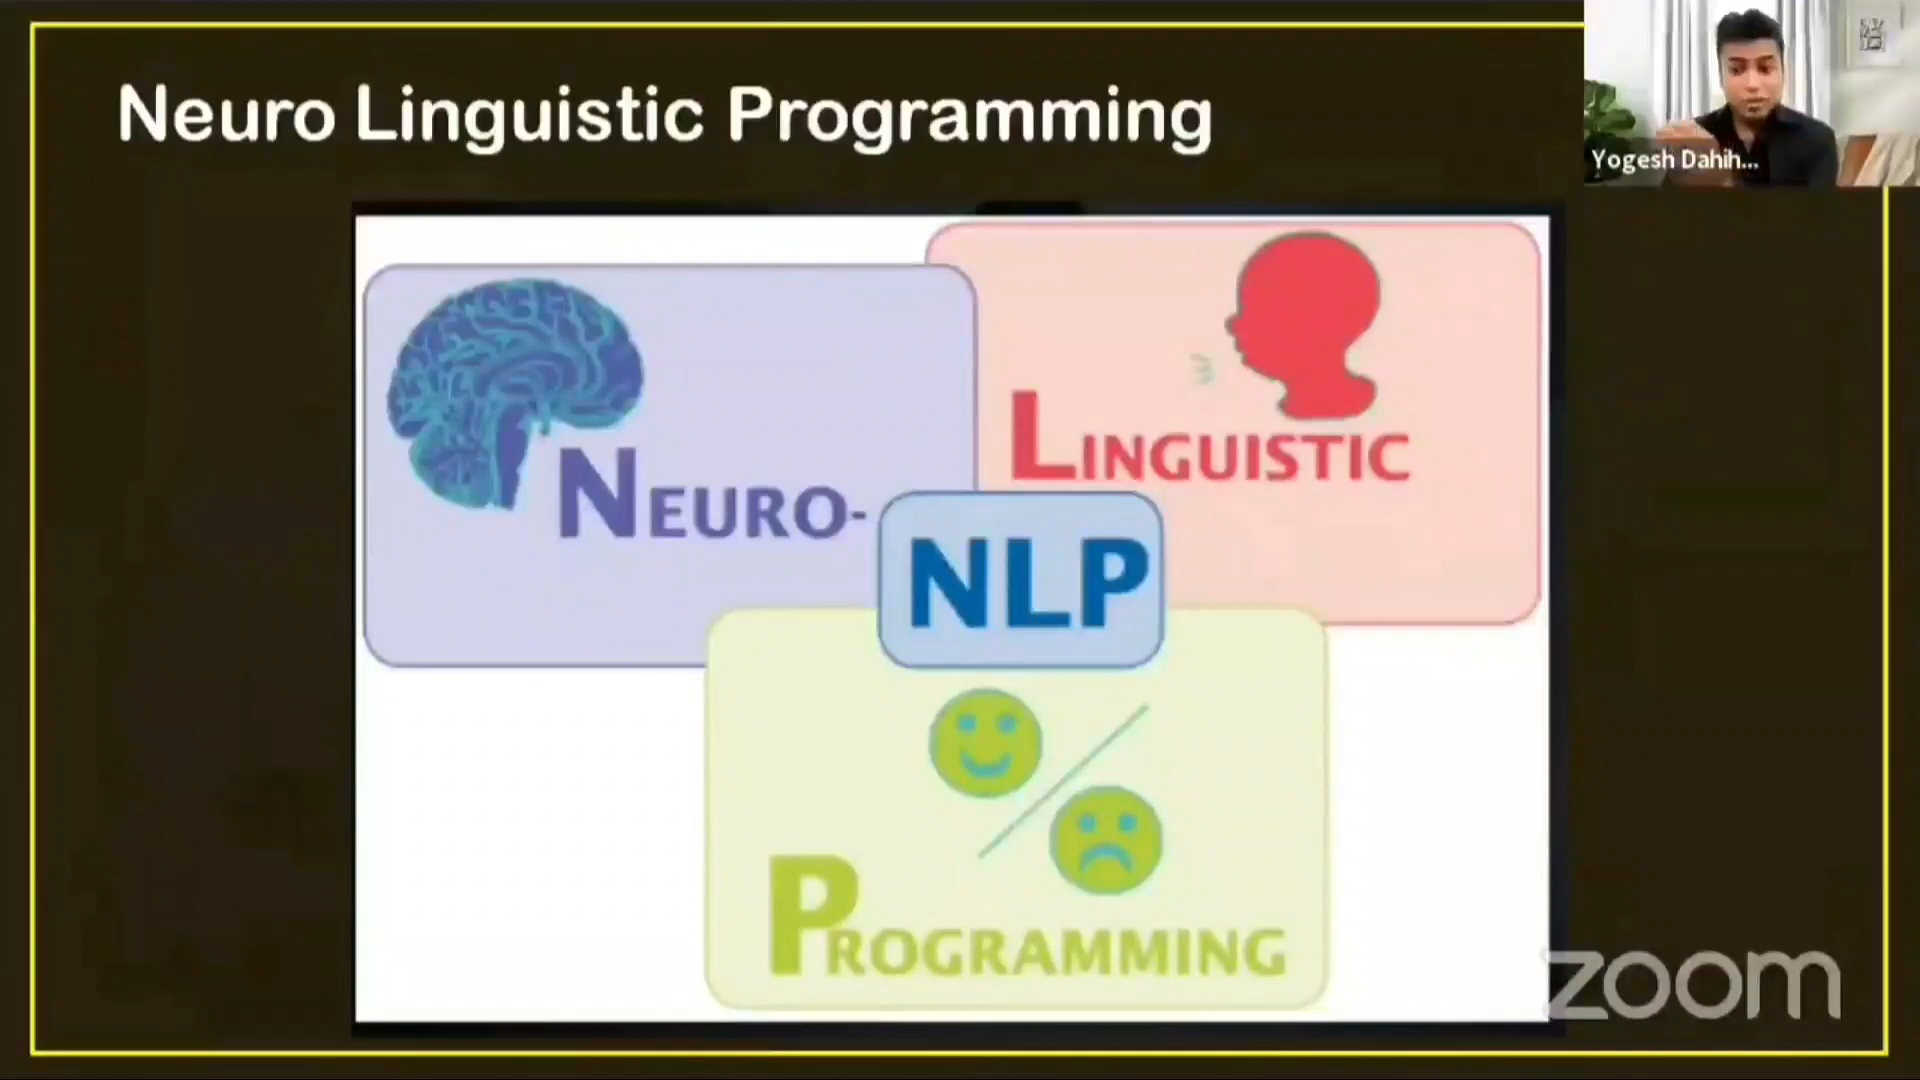 Neuro Linguistic Programming
Yogesh Dahih...
LINGUISTIC
NEURO-
NLP
PROGRAMMING
zoom